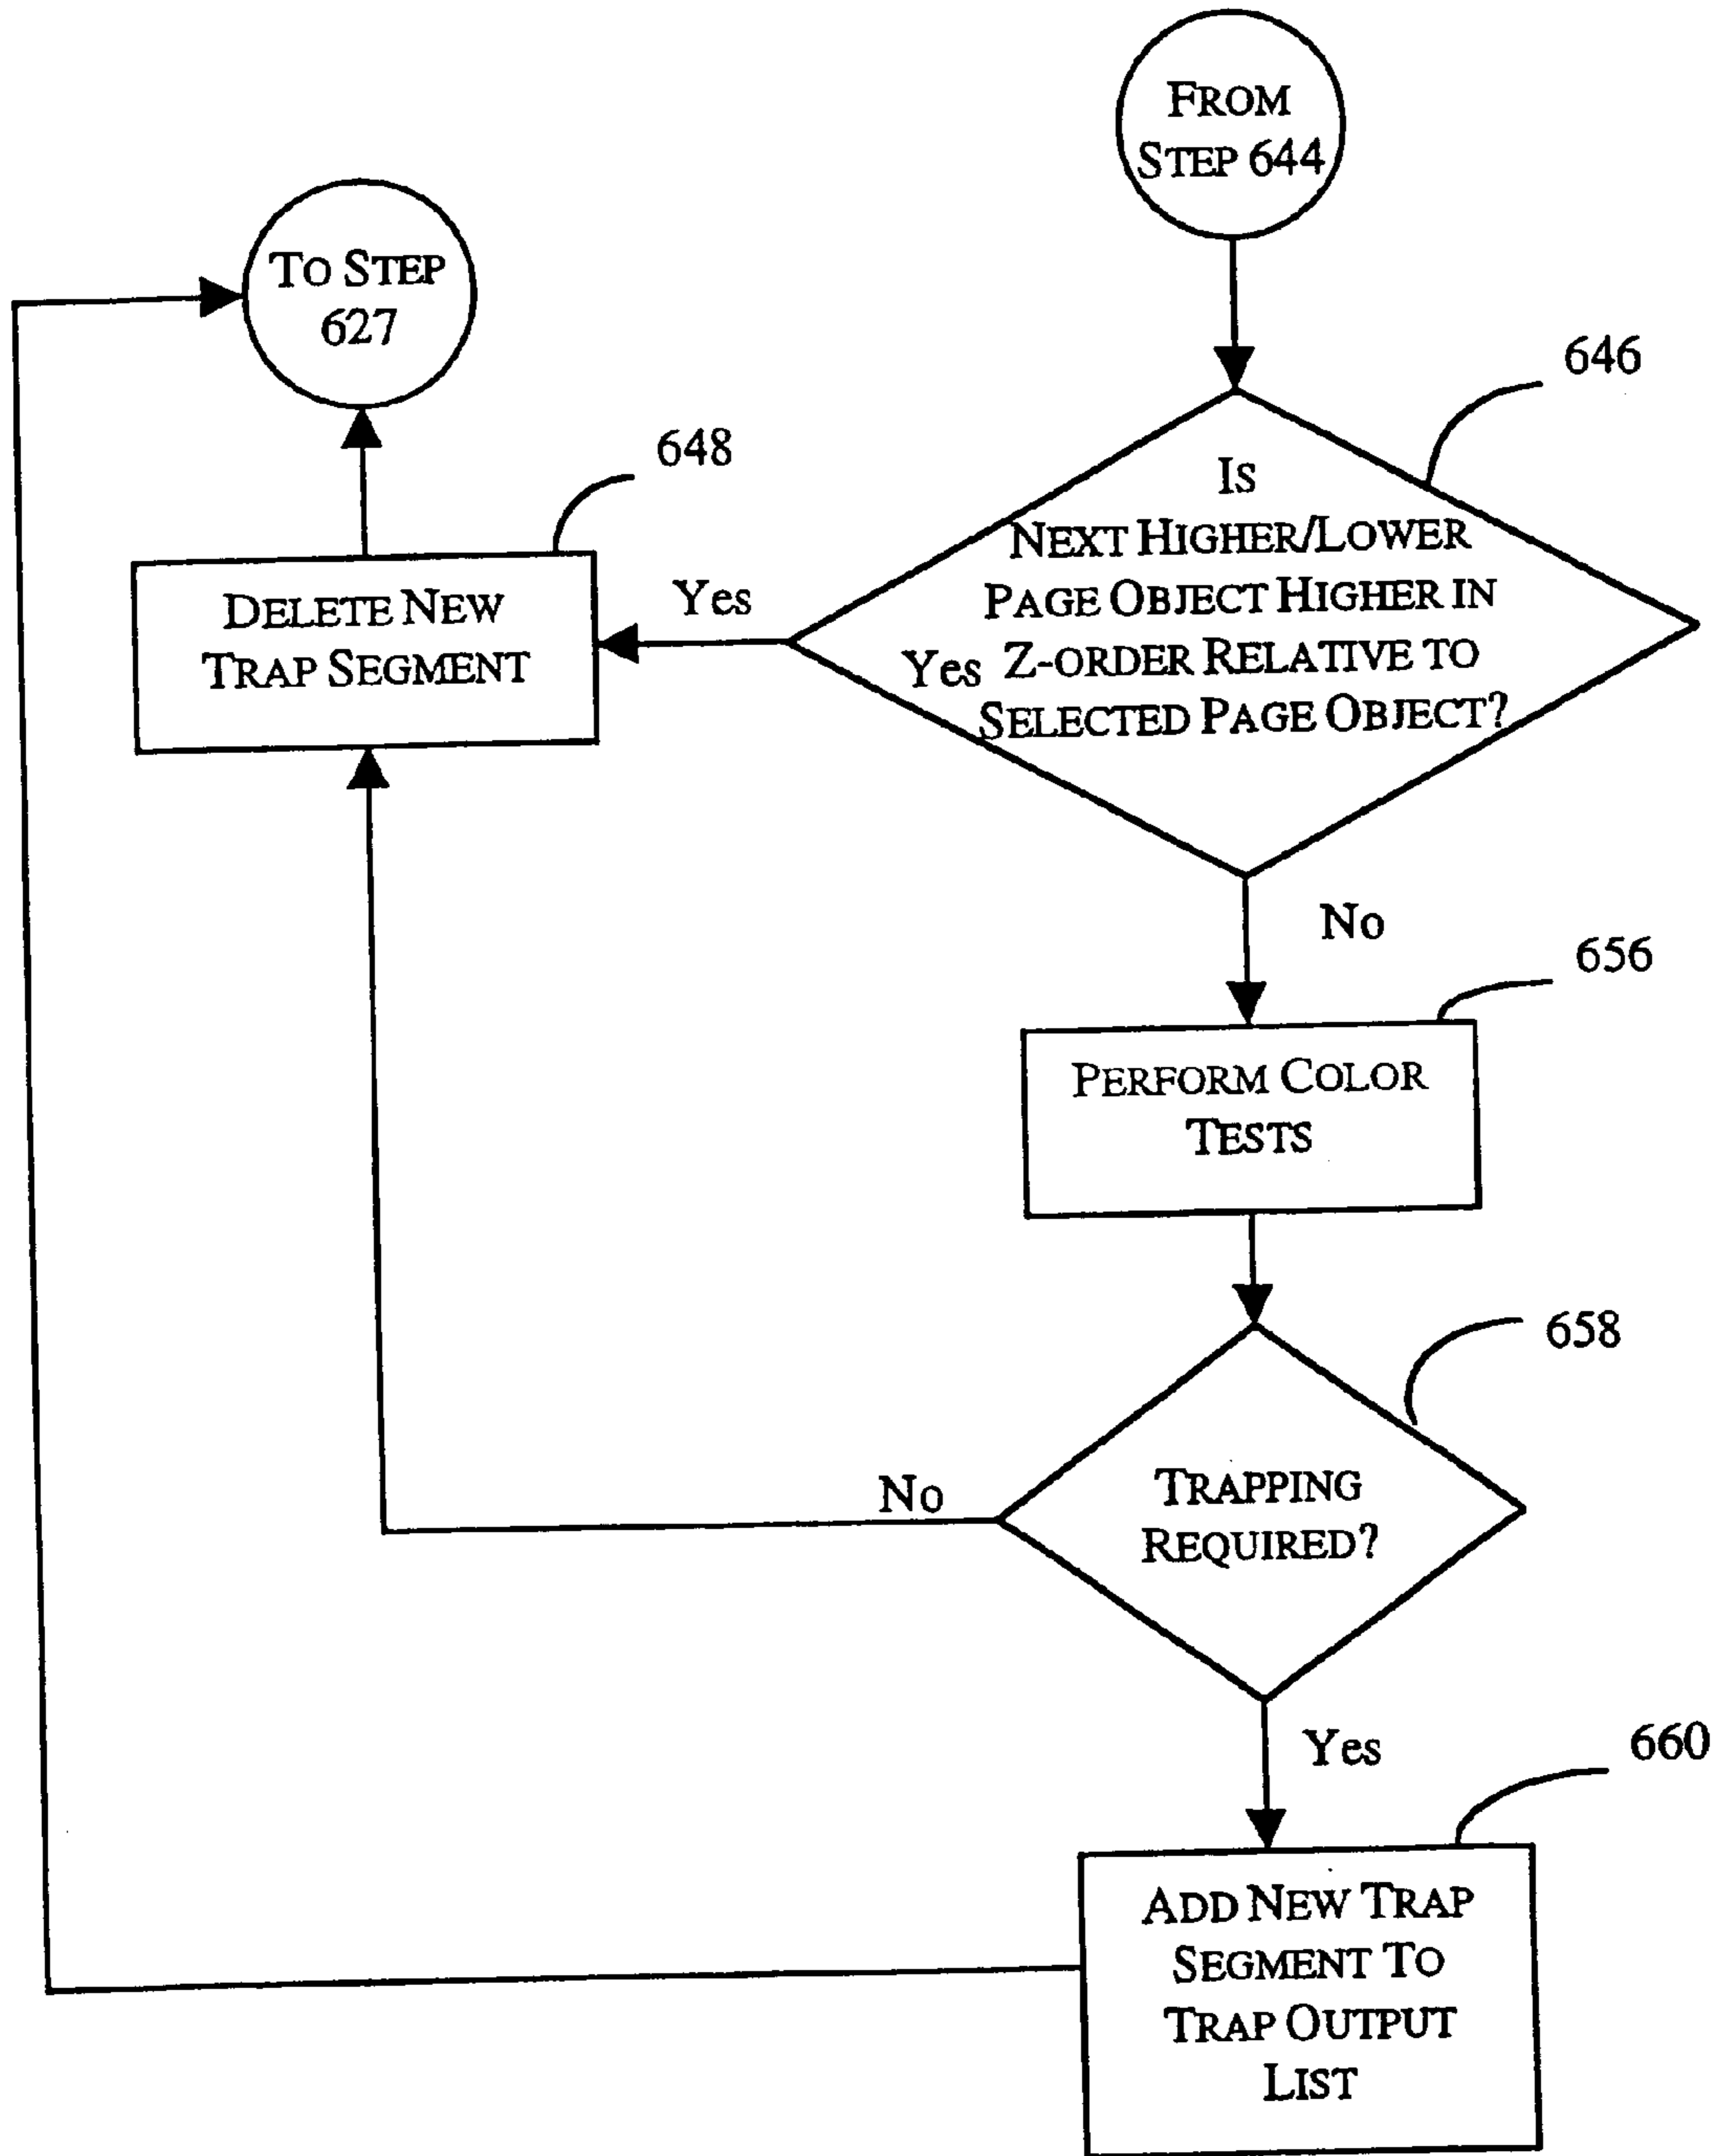 FROM
STEP 644
TO STEP
627
646
IS
NEXT HIGHER/LOWER
PAGE OBJECT HIGHER IN
Yes Z-ORDER RELATIVE TO
SELECTED PAGE OBJECT?
648
Yes
DELETE NEW
TRAP SEGMENT
No
656
PERFORM COLOR
TESTS
658
No
TRAPPING
REQUIRED?
Yes
660
ADD NEW TRAP
SEGMENT TO
TRAP OUTPUT
LIST